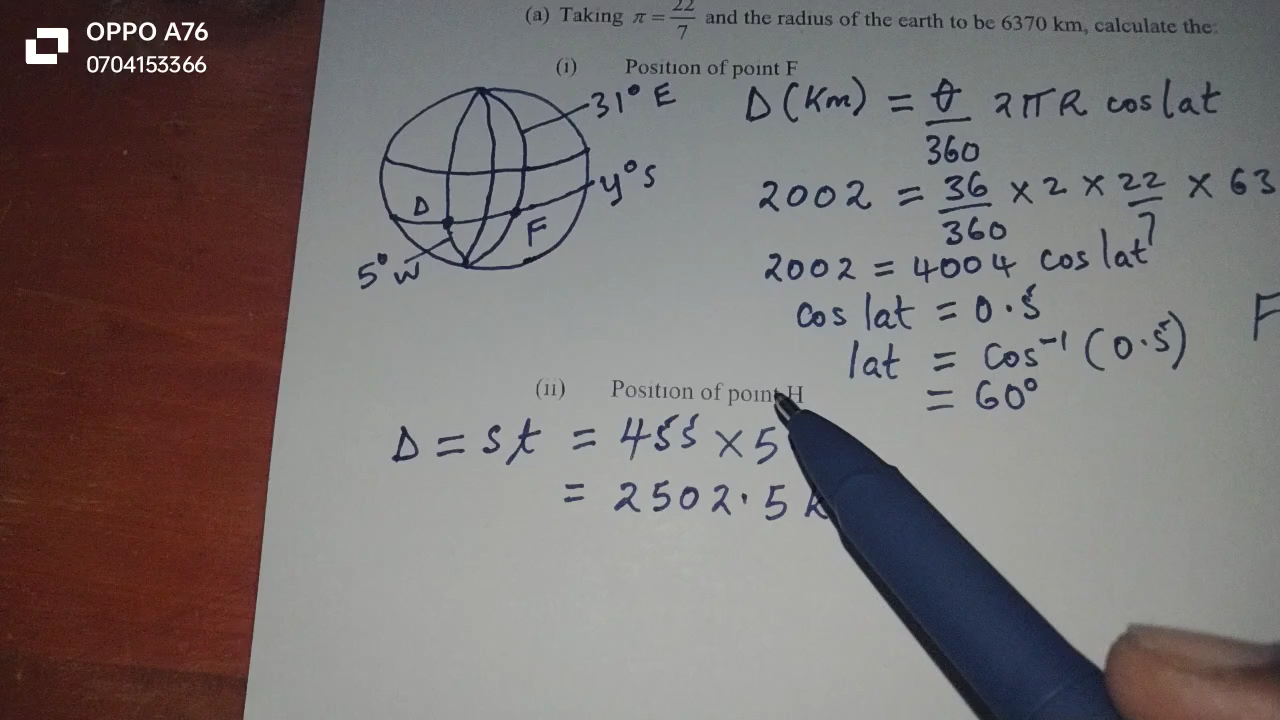 OPPO A76
0704153366
(a) Taking π = 22/7 and the radius of the earth to be 6370 km, calculate the:
(i) Position of point F
31° E
y°S
D
F
5°W
D (Km) = θ/360 2πR cos lat
2002 = 36/360 × 2 × 22/7 × 63
2002 = 4004 cos lat
cos lat = 0.5
lat = cos⁻¹ (0.5)
= 60°
F
(ii) Position of point H
D = st = 455 × 5
= 2502.5 k